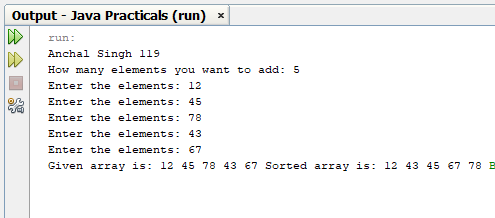 Output - Java Practicals (run) ×
run:
Anchal Singh 119
How many elements you want to add: 5
Enter the elements: 12
Enter the elements: 45
Enter the elements: 78
Enter the elements: 43
Enter the elements: 67
Given array is: 12 45 78 43 67 Sorted array is: 12 43 45 67 78